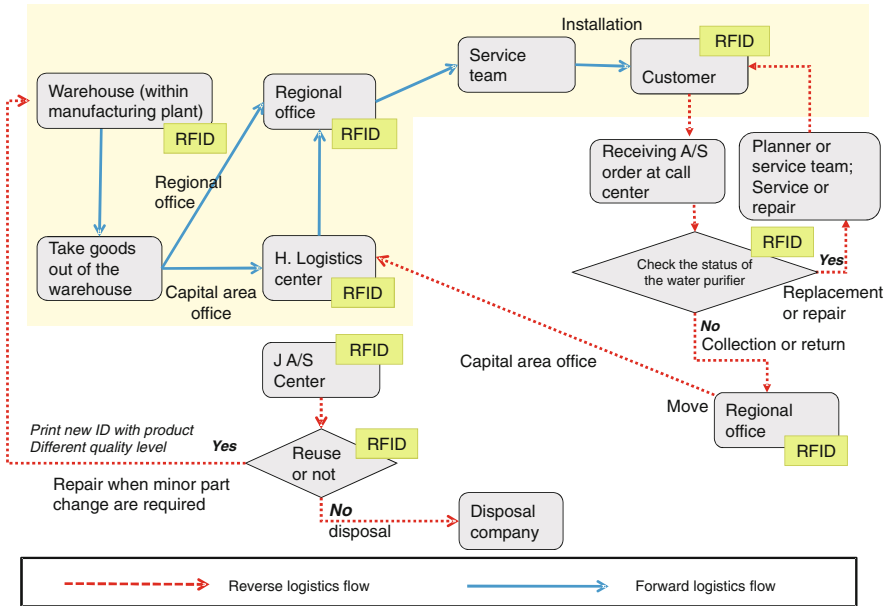 Installation
RFID
Service
team
Customer
Warehouse (within
manufacturing plant)
RFID
Regional
office
RFID
Regional
office
Receiving A/S
order at call
center
Planner or
service team;
Service or
repair
Take goods
out of the
warehouse
H. Logistics
center
RFID
Capital area
office
RFID
Check the status of
the water purifier
Yes
Replacement
or repair
No
Collection or return
J A/S
Center
RFID
Capital area office
Move
Regional
office
RFID
Print new ID with product
Different quality level
Yes
Reuse
or not
RFID
Repair when minor part
change are required
No
disposal
Disposal
company
Reverse logistics flow
Forward logistics flow